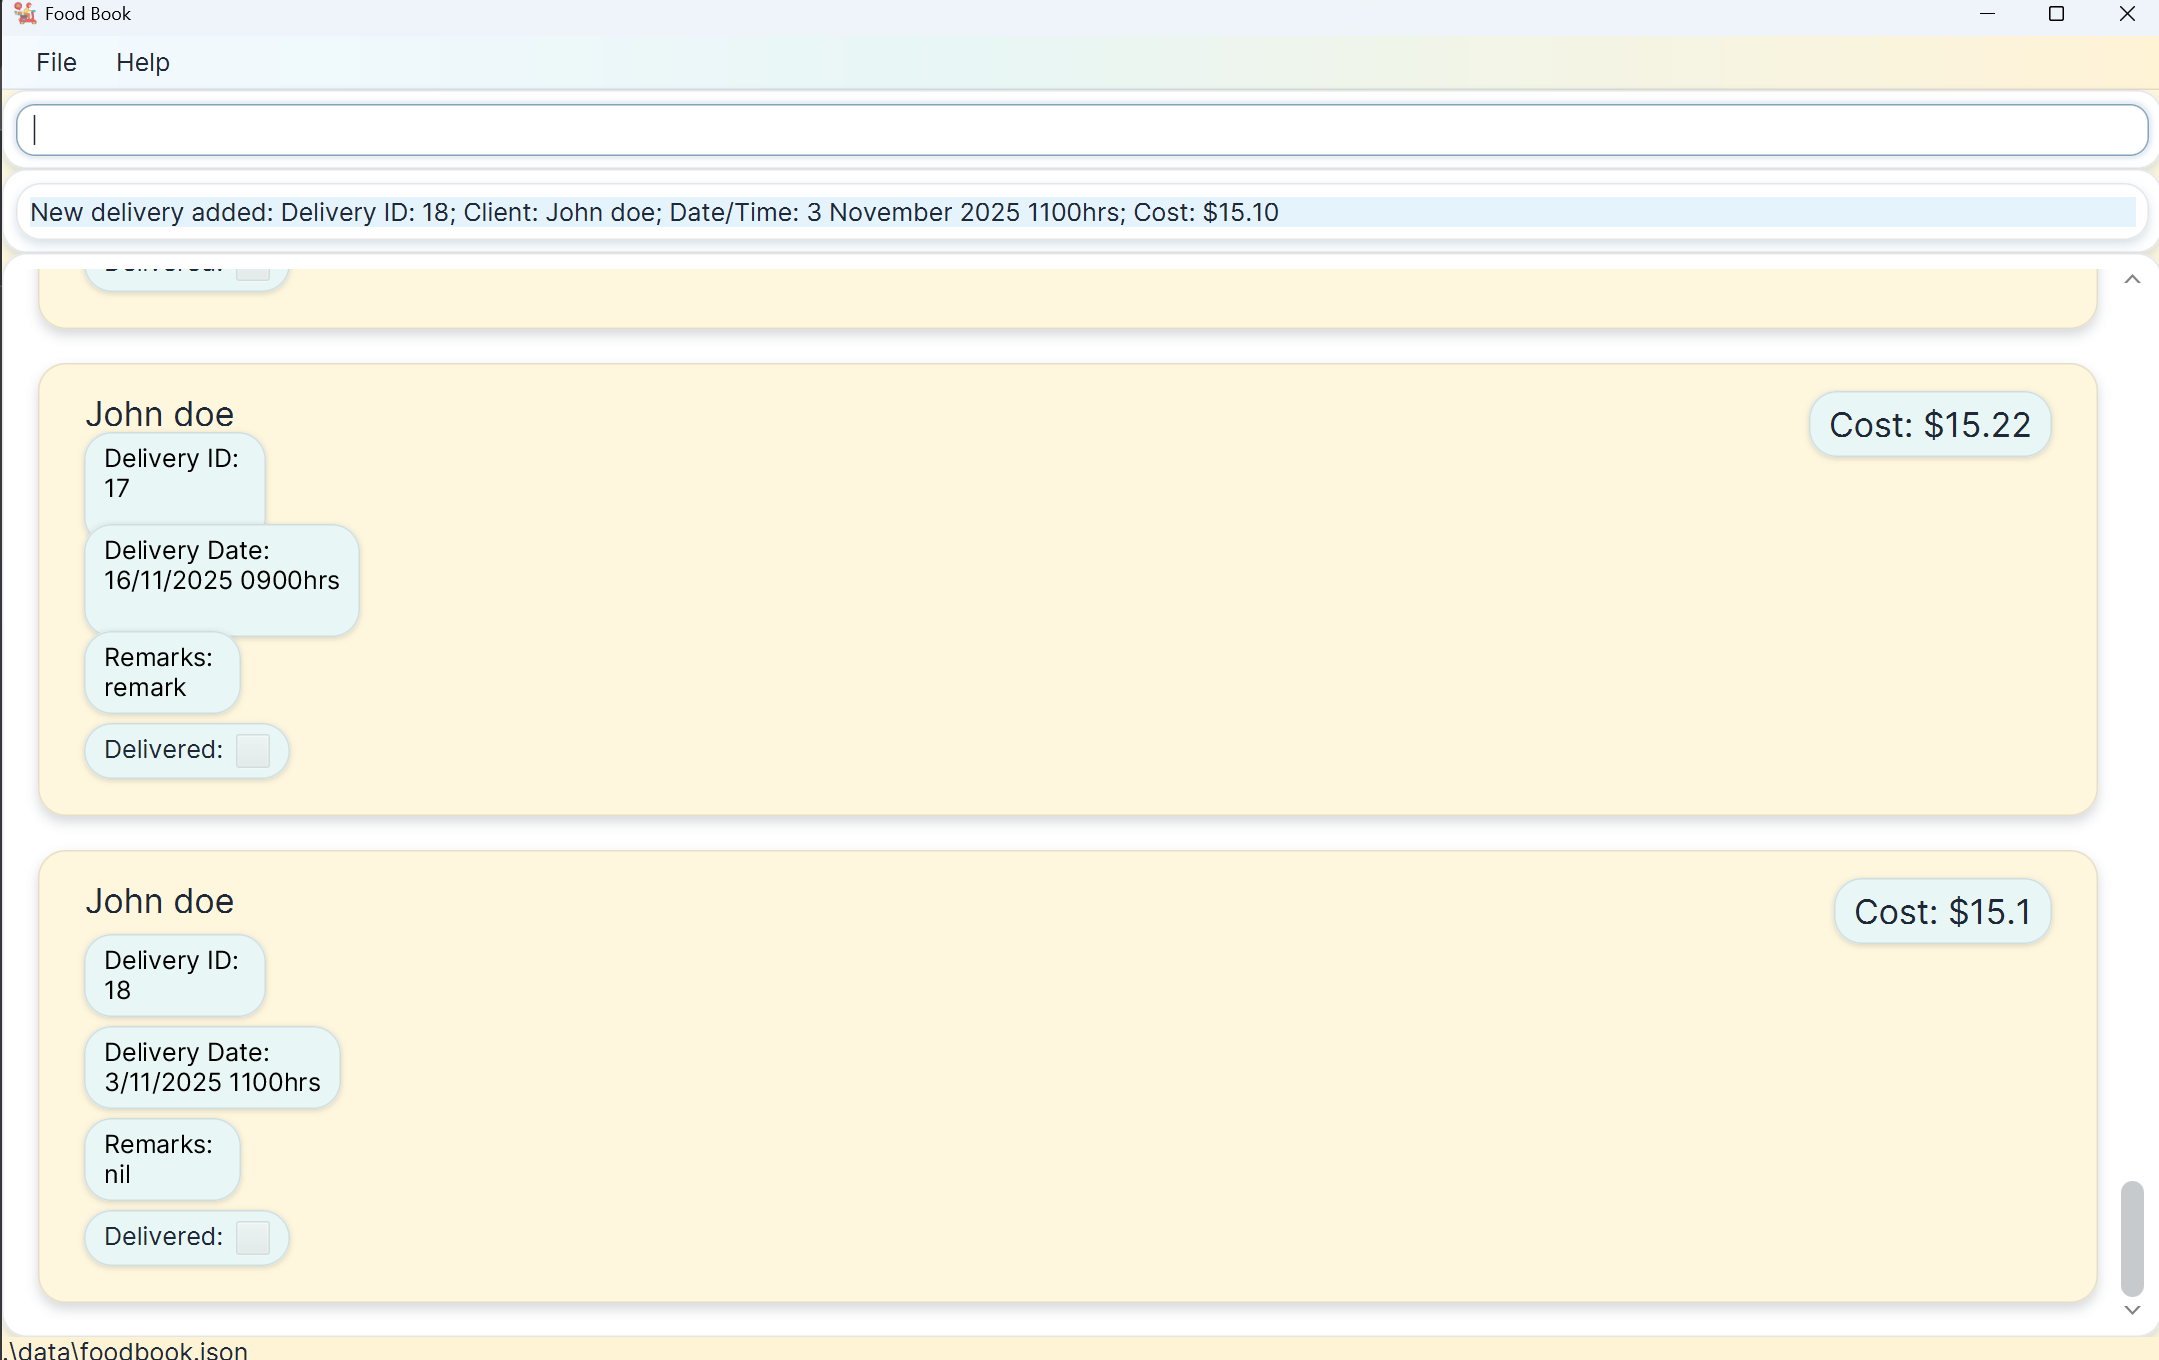 Food Book
File Help
New delivery added: Delivery ID: 18; Client: John doe; Date/Time: 3 November 2025 1100hrs; Cost: $15.10
Delivered:
John doe
Cost: $15.22
Delivery ID:
17
Delivery Date:
16/11/2025 0900hrs
Remarks:
remark
Delivered:
John doe
Cost: $15.1
Delivery ID:
18
Delivery Date:
3/11/2025 1100hrs
Remarks:
nil
Delivered:
.\data\foodbook.json